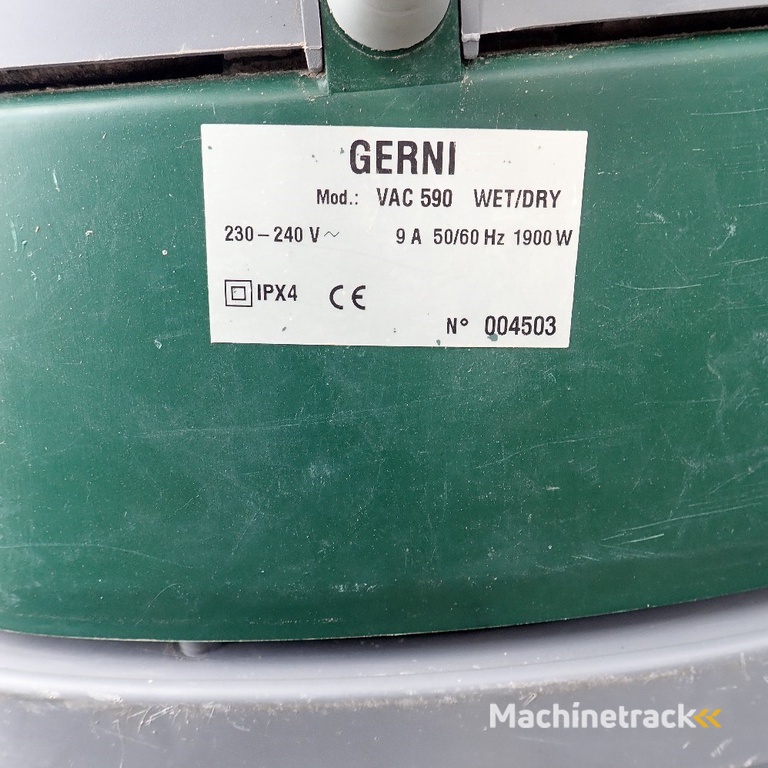 GERNI
Mod.: VAC 590 WET/DRY
230-240 V~ 9 A 50/60 Hz 1900 W
IPX4 CE
N° 004503
Machinetrack